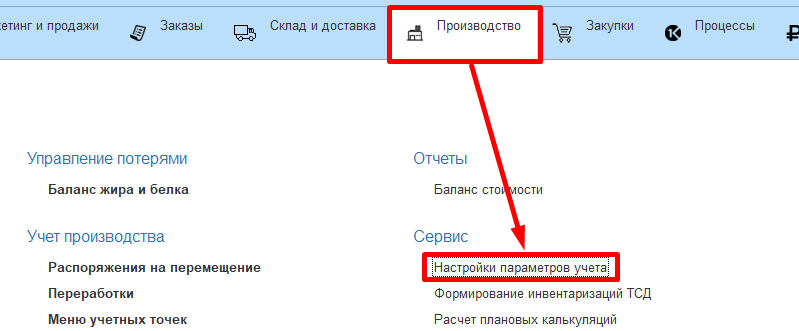 кетинг и продажи Заказы Склад и доставка Производство Закупки Процессы
Управление потерями
Баланс жира и белка
Учет производства
Распоряжения на перемещение
Переработки
Меню учетных точек
Отчеты
Баланс стоимости
Сервис
Настройки параметров учета
Формирование инвентаризаций ТСД
Расчет плановых калькуляций